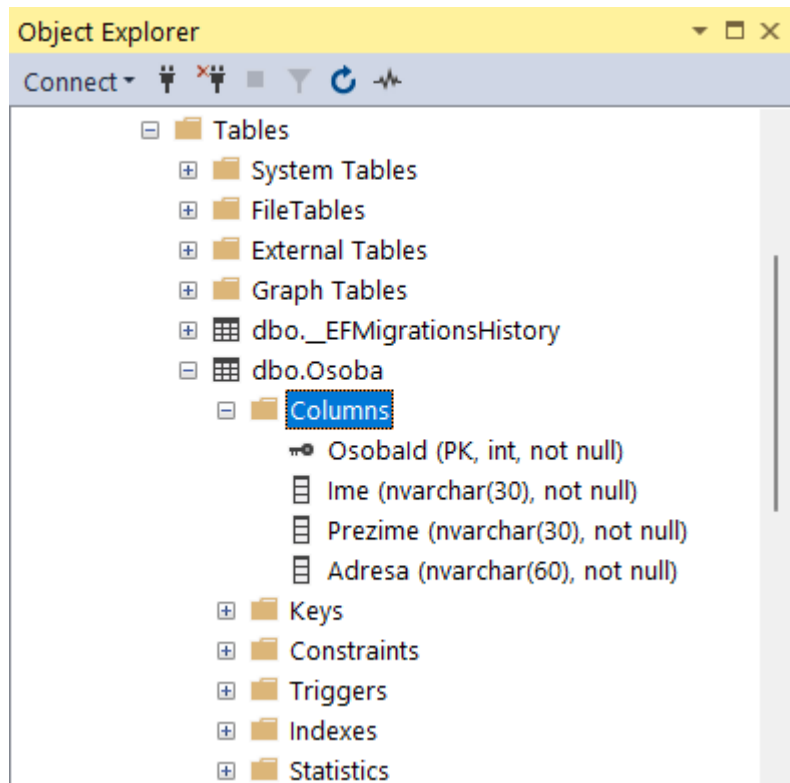 Object Explorer
Connect
Tables
System Tables
FileTables
External Tables
Graph Tables
dbo.__EFMigrationsHistory
dbo.Osoba
Columns
OsobaId (PK, int, not null)
Ime (nvarchar(30), not null)
Prezime (nvarchar(30), not null)
Adresa (nvarchar(60), not null)
Keys
Constraints
Triggers
Indexes
Statistics